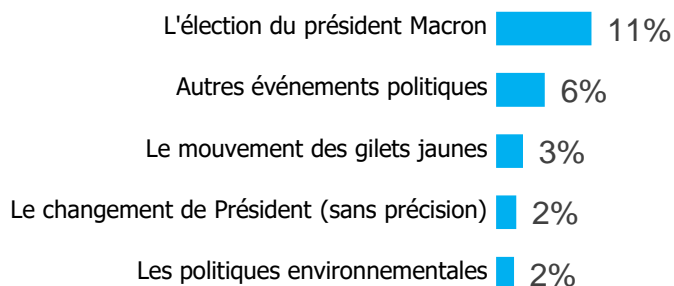 L'élection du président Macron 11%
Autres événements politiques 6%
Le mouvement des gilets jaunes 3%
Le changement de Président (sans précision) 2%
Les politiques environnementales 2%